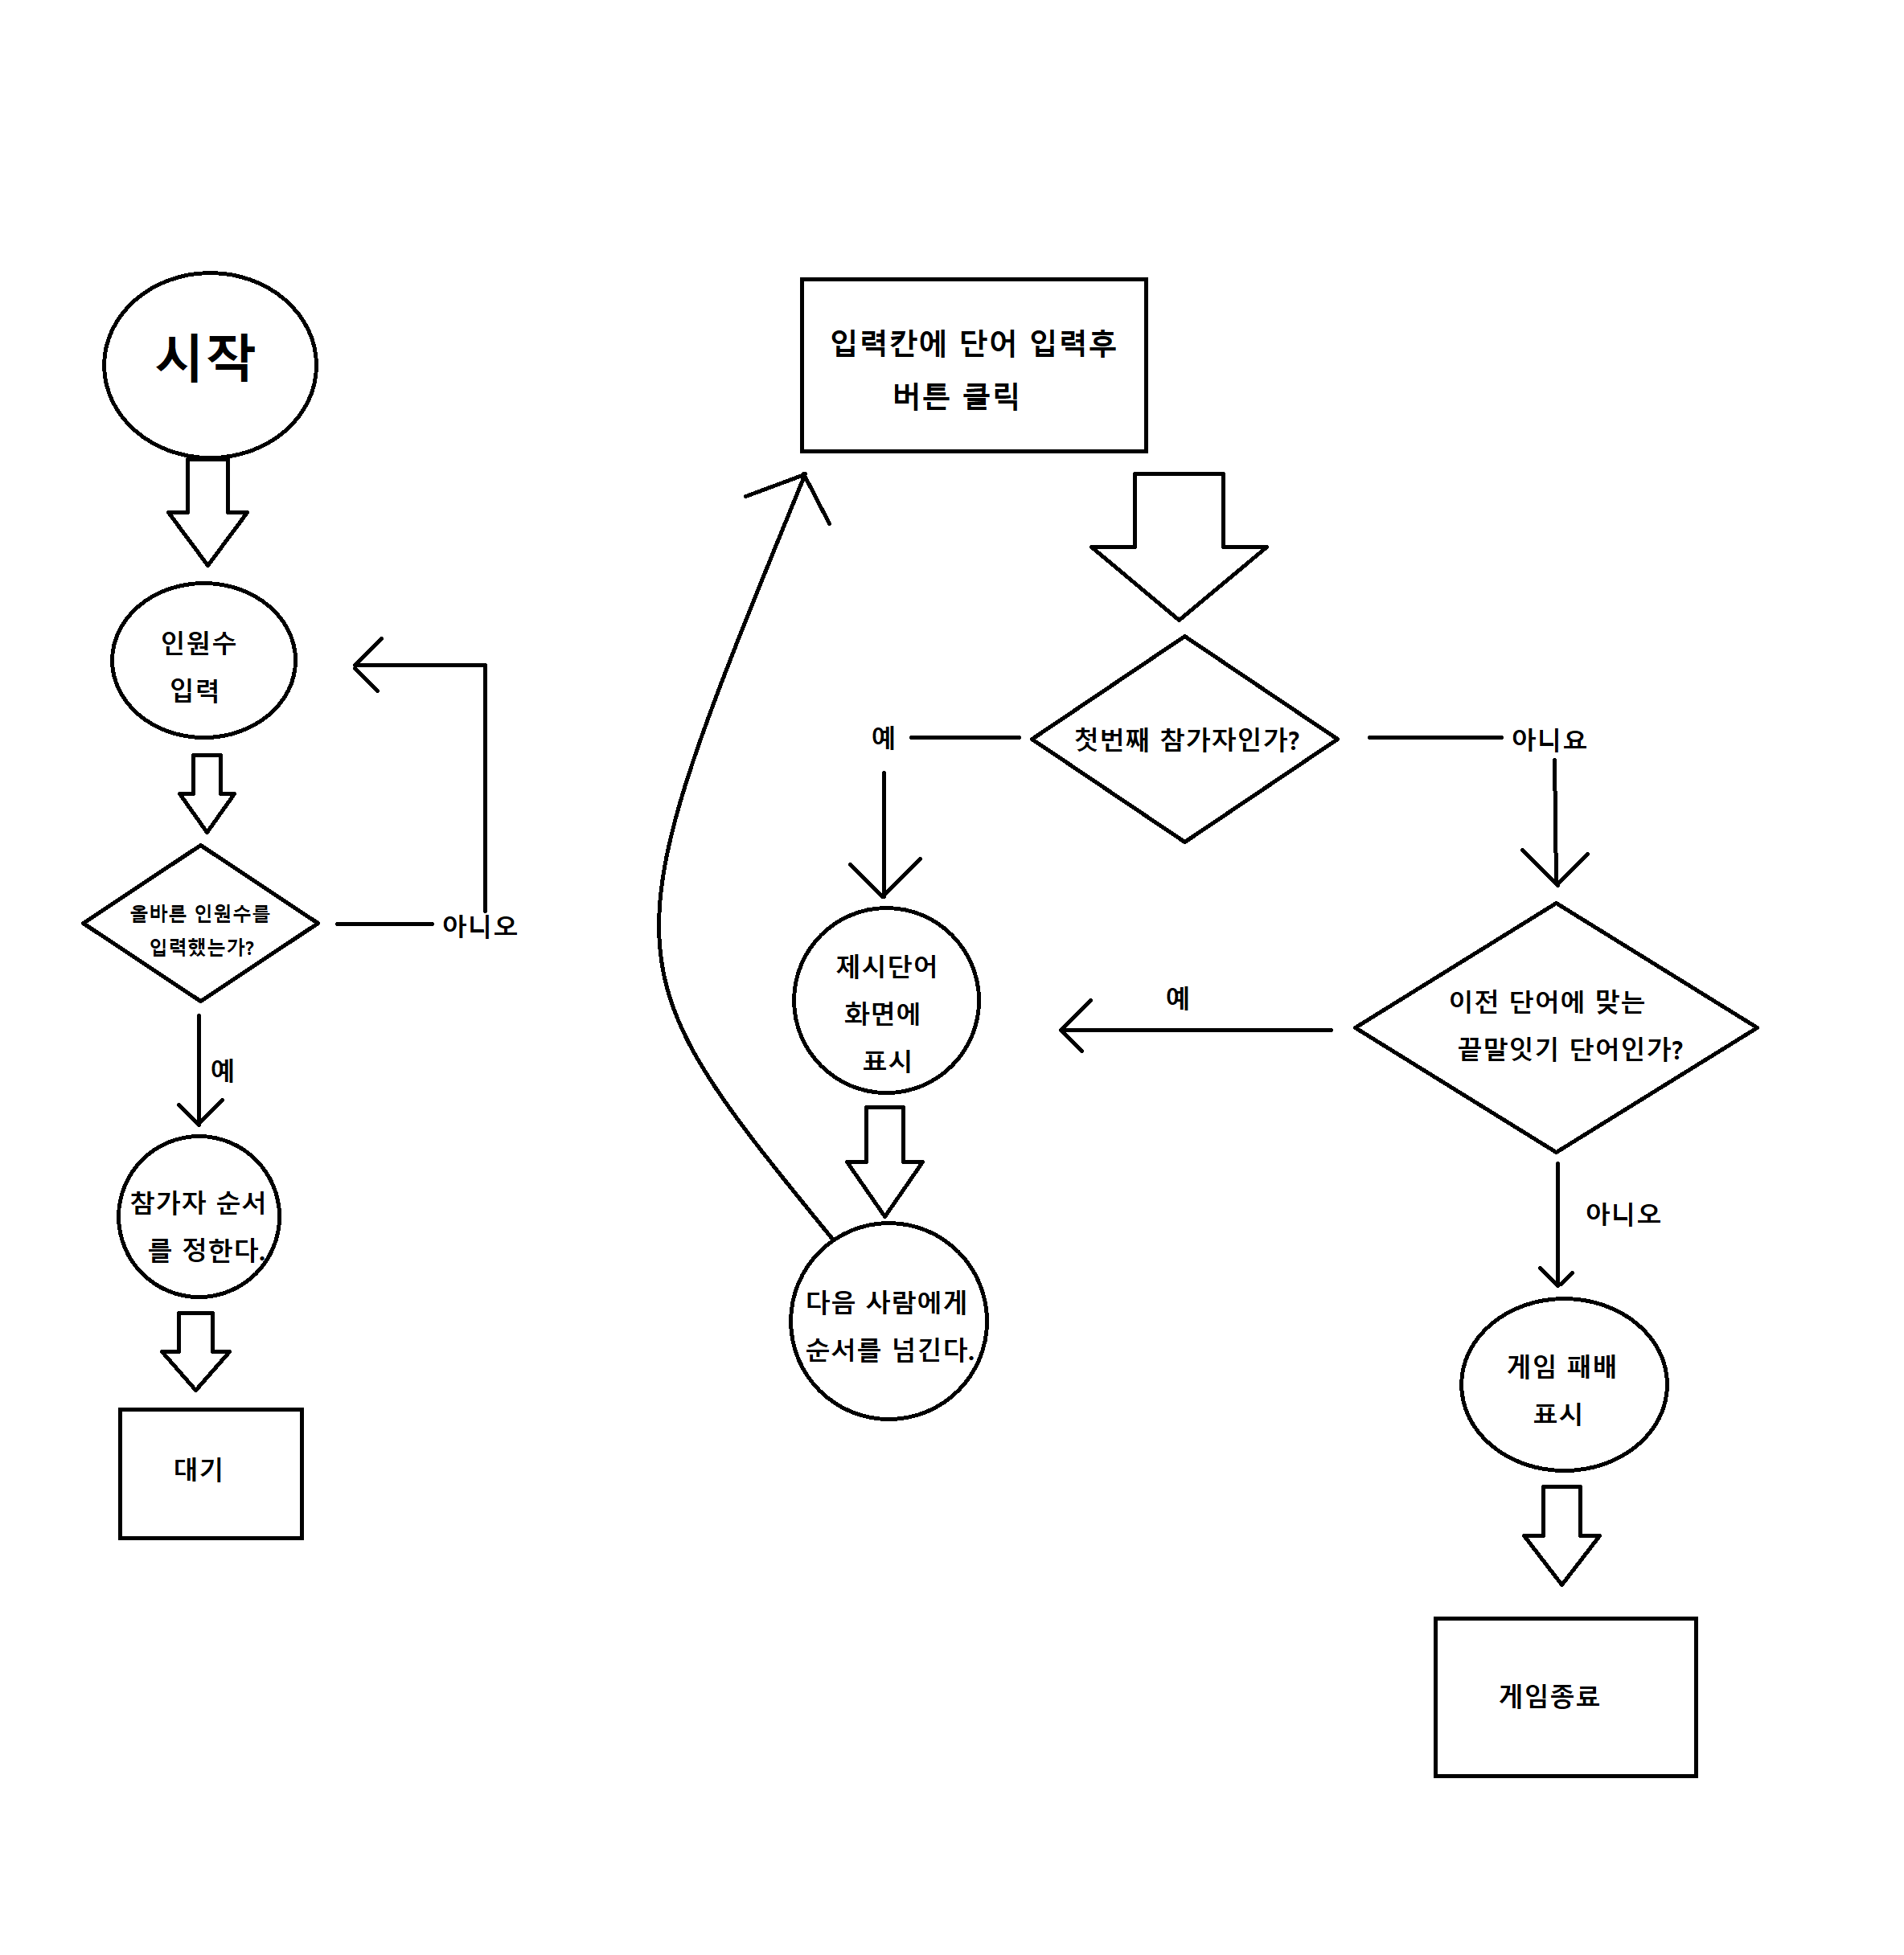 시작
인원수
입력
올바른 인원수를
입력했는가?
아니오
예
참가자 순서
를 정한다.
대기
입력칸에 단어 입력후
버튼 클릭
첫번째 참가자인가?
예
아니요
제시단어
화면에
표시
다음 사람에게
순서를 넘긴다.
이전 단어에 맞는
끝말잇기 단어인가?
예
아니오
게임 패배
표시
게임종료